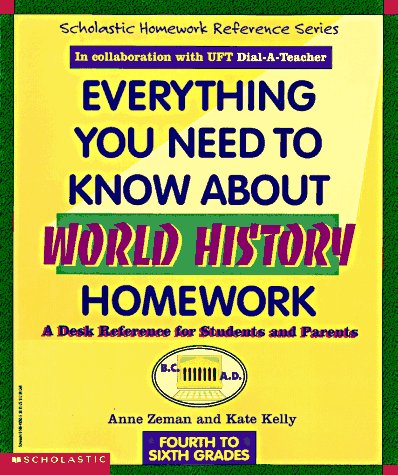 Scholastic Homework Reference Series
In collaboration with UFT Dial-A-Teacher
EVERYTHING
YOU NEED TO
KNOW ABOUT
WORLD HISTORY
HOMEWORK
A Desk Reference for Students and Parents
B.C. A.D.
Anne Zeman and Kate Kelly
FOURTH TO
SIXTH GRADES
SCHOLASTIC